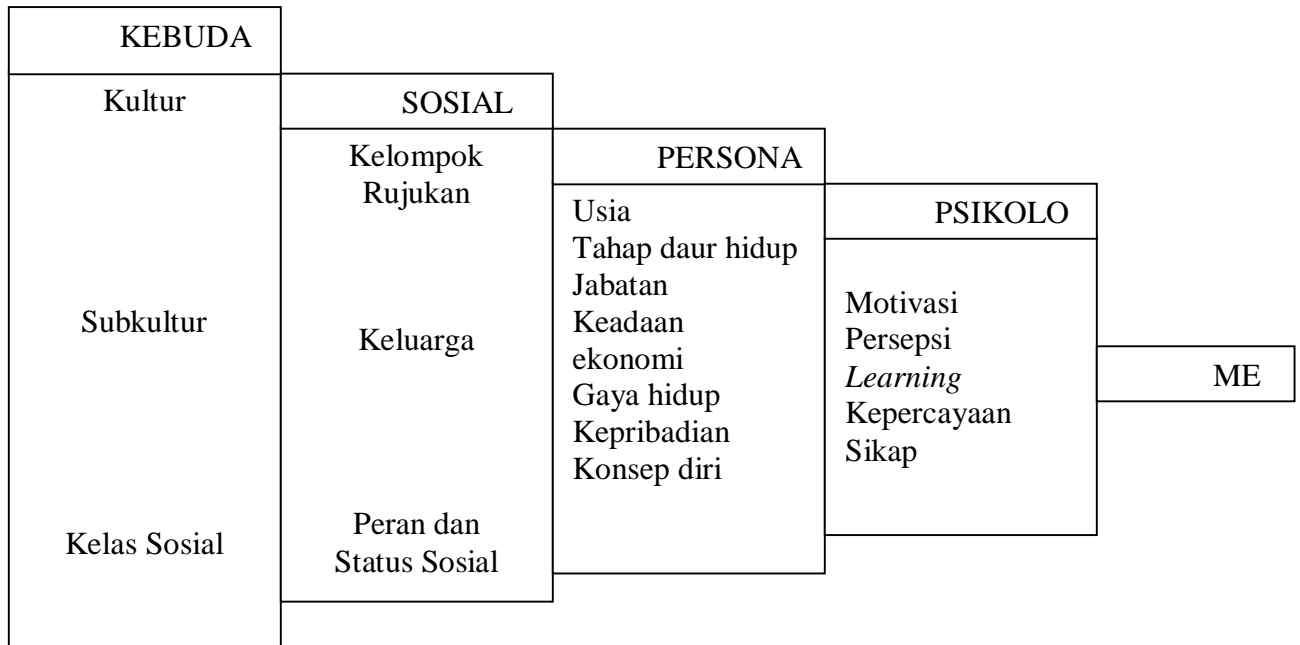 KEBUDA
Kultur
Subkultur
Kelas Sosial
SOSIAL
Kelompok
Rujukan
Keluarga
Peran dan
Status Sosial
PERSONA
Usia
Tahap daur hidup
Jabatan
Keadaan
ekonomi
Gaya hidup
Kepribadian
Konsep diri
PSIKOLO
Motivasi
Persepsi
Learning
Kepercayaan
Sikap
ME